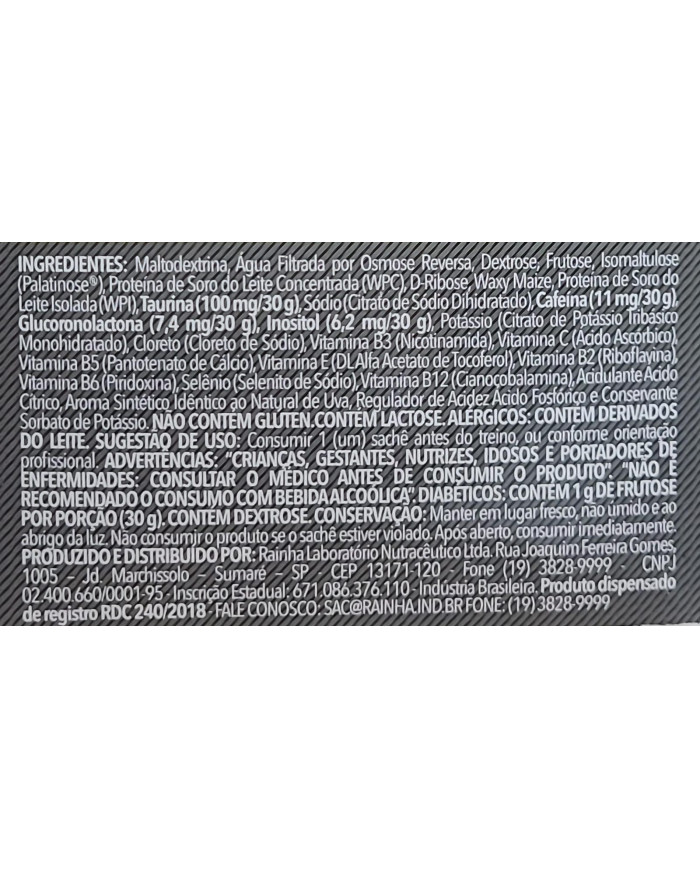 INGREDIENTES: Maltodextrina, Água Filtrada por Osmose Reversa, Dextrose, Frutose, Isomaltulose
(Palatinose®), Proteína de Soro do Leite Concentrada (WPC), D-Ribose, Waxy Maize, Proteína de Soro do
Leite Isolada (WPI), Taurina (100 mg/30 g), Sódio (Citrato de Sódio Dihidratado), Cafeína (11 mg/30 g),
Glucoronolactona (7,4 mg/30 g), Inositol (6,2 mg/30 g), Potássio (Citrato de Potássio Tribásico
Monohidratado), Cloreto (Cloreto de Sódio), Vitamina B3 (Nicotinamida), Vitamina C (Ácido Ascórbico),
Vitamina B5 (Pantotenato de Cálcio), Vitamina E (DL Alfa Acetato de Tocoferol), Vitamina B2 (Riboflavina),
Vitamina B6 (Piridoxina), Selênio (Selenito de Sódio), Vitamina B12 (Cianocobalamina), Acidulante Acido
Cítrico, Aroma Sintético Idêntico ao Natural de Uva, Regulador de Acidez Acido Fosfórico e Conservante
Sorbato de Potássio. NÃO CONTÉM GLÚTEN. CONTÉM LACTOSE. ALÉRGICOS: CONTÉM DERIVADOS
DO LEITE. SUGESTÃO DE USO: Consumir 1 (um) sachê antes do treino, ou conforme orientação
profissional. ADVERTÊNCIAS: "CRIANÇAS, GESTANTES, NUTRIZES, IDOSOS E PORTADORES DE
ENFERMIDADES: CONSULTAR O MÉDICO ANTES DE CONSUMIR O PRODUTO". "NÃO É
RECOMENDADO O CONSUMO COM BEBIDA ALCOÓLICA". DIABÉTICOS: CONTÉM 1 g DE FRUTOSE
POR PORÇÃO (30 g). CONTÉM DEXTROSE. CONSERVAÇÃO: Manter em lugar fresco, não úmido e ao
abrigo da luz. Não consumir o produto se o sachê estiver violado. Após aberto, consumir imediatamente.
PRODUZIDO E DISTRIBUIDO POR: Rainha Laboratório Nutracêutico Ltda. Rua Joaquim Ferreira Gomes,
1005 - Jd. Marchissolo - Sumaré - SP CEP 13171-120 - Fone (19) 3828-9999 - CNPJ
02.400.660/0001-95 - Inscrição Estadual: 671.086.376.110 - Indústria Brasileira. Produto dispensado
de registro RDC 240/2018 - FALE CONOSCO: SAC@RAINHA.IND.BR FONE: (19) 3828-9999